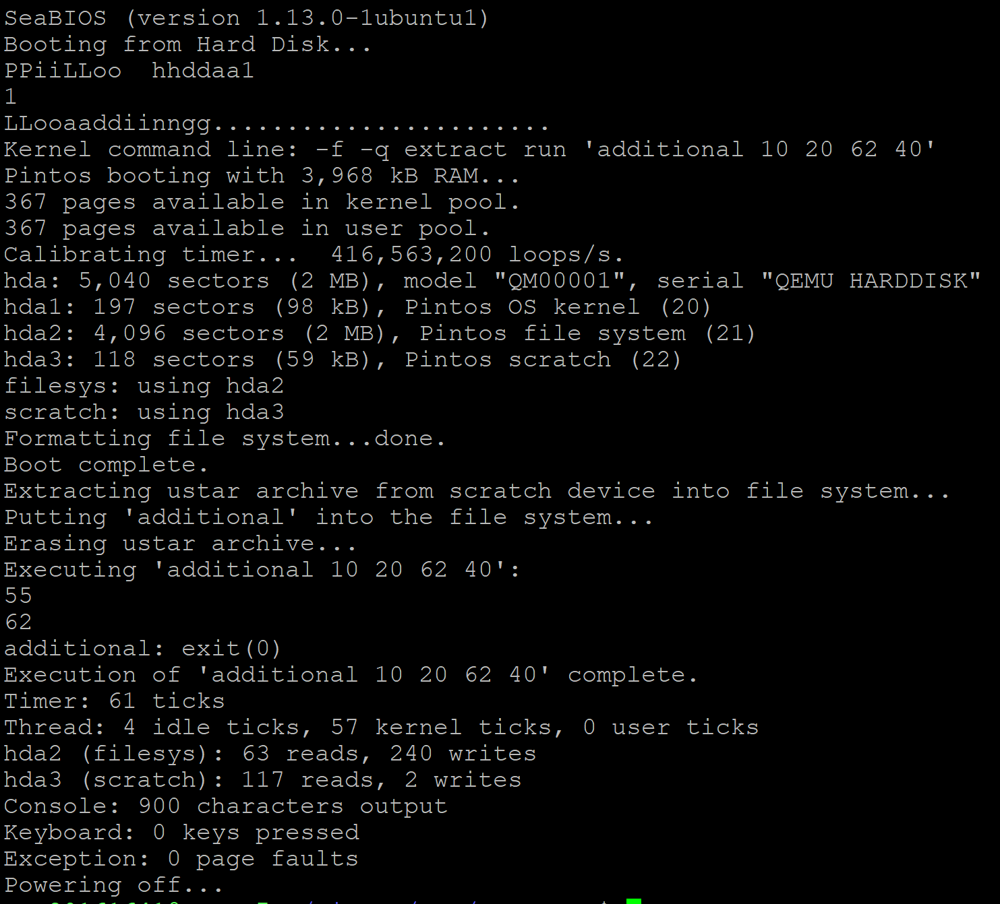 SeaBIOS (version 1.13.0-1ubuntu1)
Booting from Hard Disk...
PPiiLLoo  hhddaa1
1
LLooaaddiinngg.......................
Kernel command line: -f -q extract run 'additional 10 20 62 40'
Pintos booting with 3,968 kB RAM...
367 pages available in kernel pool.
367 pages available in user pool.
Calibrating timer...  416,563,200 loops/s.
hda: 5,040 sectors (2 MB), model "QM00001", serial "QEMU HARDDISK"
hda1: 197 sectors (98 kB), Pintos OS kernel (20)
hda2: 4,096 sectors (2 MB), Pintos file system (21)
hda3: 118 sectors (59 kB), Pintos scratch (22)
filesys: using hda2
scratch: using hda3
Formatting file system...done.
Boot complete.
Extracting ustar archive from scratch device into file system...
Putting 'additional' into the file system...
Erasing ustar archive...
Executing 'additional 10 20 62 40':
55
62
additional: exit(0)
Execution of 'additional 10 20 62 40' complete.
Timer: 61 ticks
Thread: 4 idle ticks, 57 kernel ticks, 0 user ticks
hda2 (filesys): 63 reads, 240 writes
hda3 (scratch): 117 reads, 2 writes
Console: 900 characters output
Keyboard: 0 keys pressed
Exception: 0 page faults
Powering off...